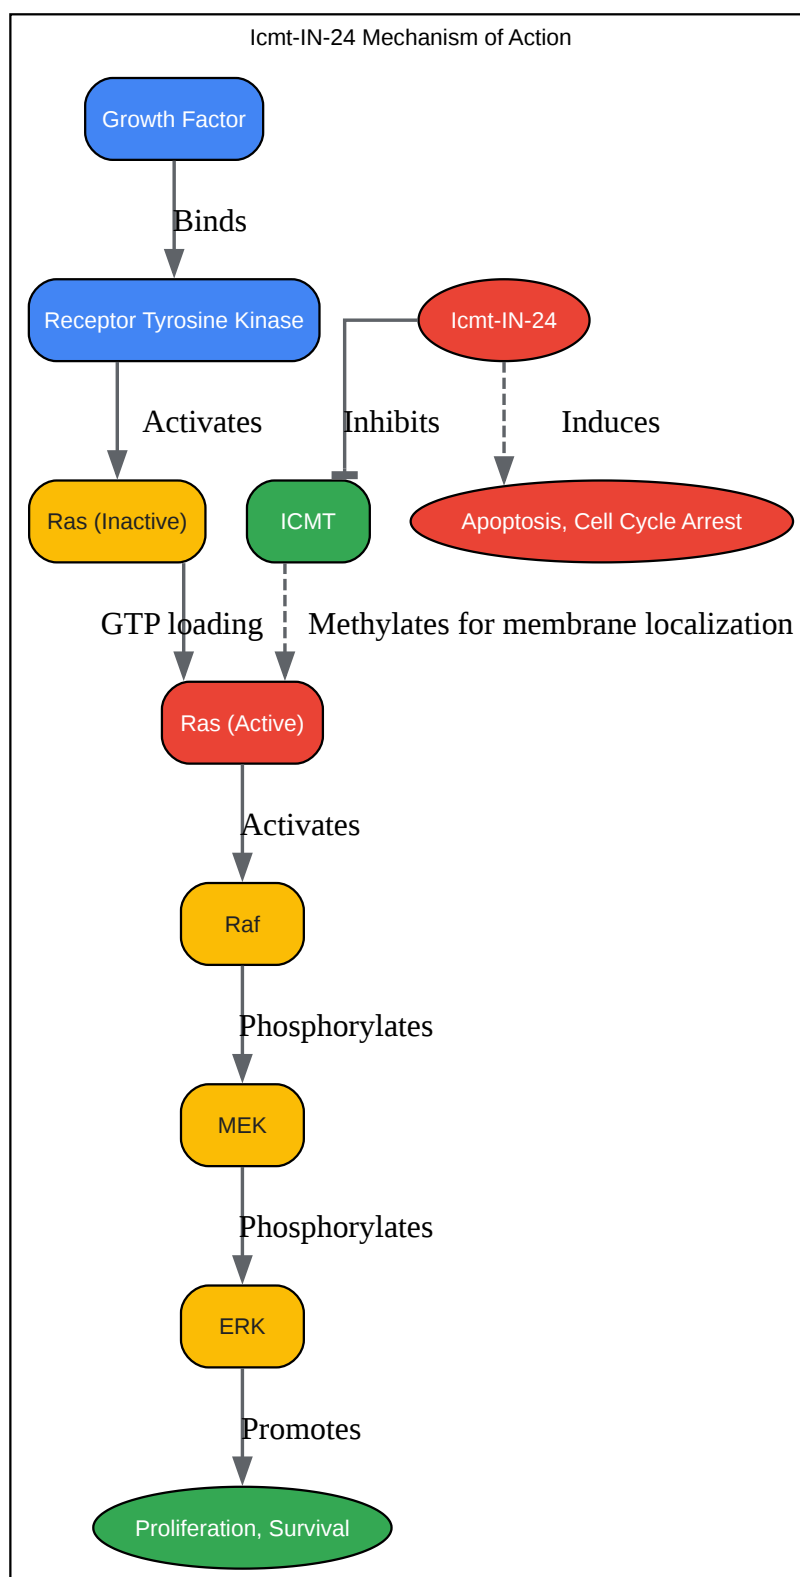 Icmt-IN-24 Mechanism of Action
Growth Factor
Binds
Receptor Tyrosine Kinase
Icmt-IN-24
Activates
Inhibits
Induces
Ras (Inactive)
ICMT
Apoptosis, Cell Cycle Arrest
GTP loading
Methylates for membrane localization
Ras (Active)
Activates
Raf
Phosphorylates
MEK
Phosphorylates
ERK
Promotes
Proliferation, Survival